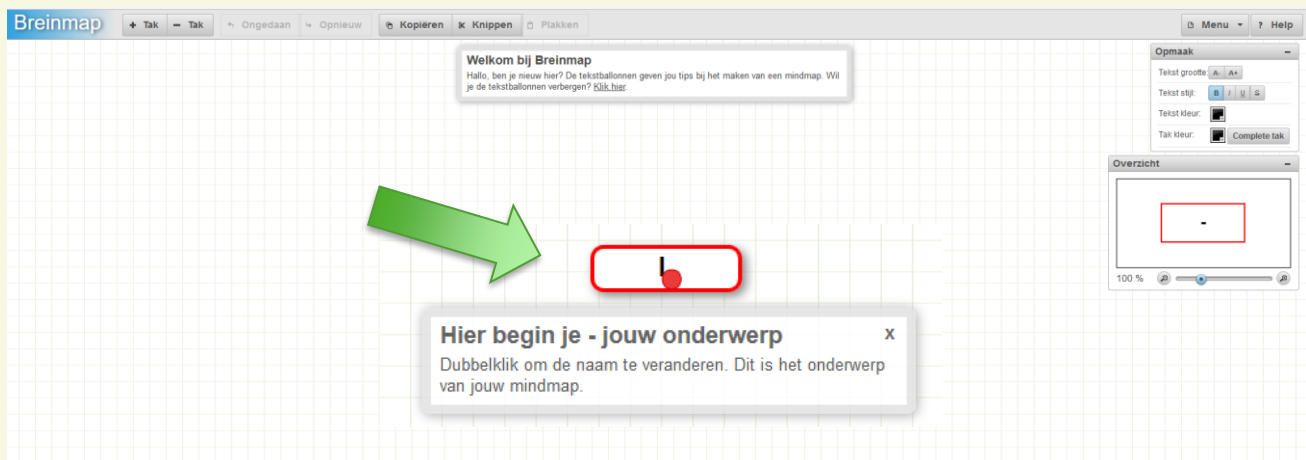 Breinmap + Tak - Tak Ongedaan Opnieuw Kopiëren Knippen Plakken Menu ? Help
Welkom bij Breinmap
Hallo, ben je nieuw hier? De tekstballonnen geven jou tips bij het maken van een mindmap. Wil
je de tekstballonnen verbergen? Klik hier.
Opmaak –
Tekst grootte: A- A+
Tekst stijl: B I U S
Tekst kleur:
Tak kleur: Complete tak
Overzicht –
-
100 %
Hier begin je - jouw onderwerp x
Dubbelklik om de naam te veranderen. Dit is het onderwerp
van jouw mindmap.